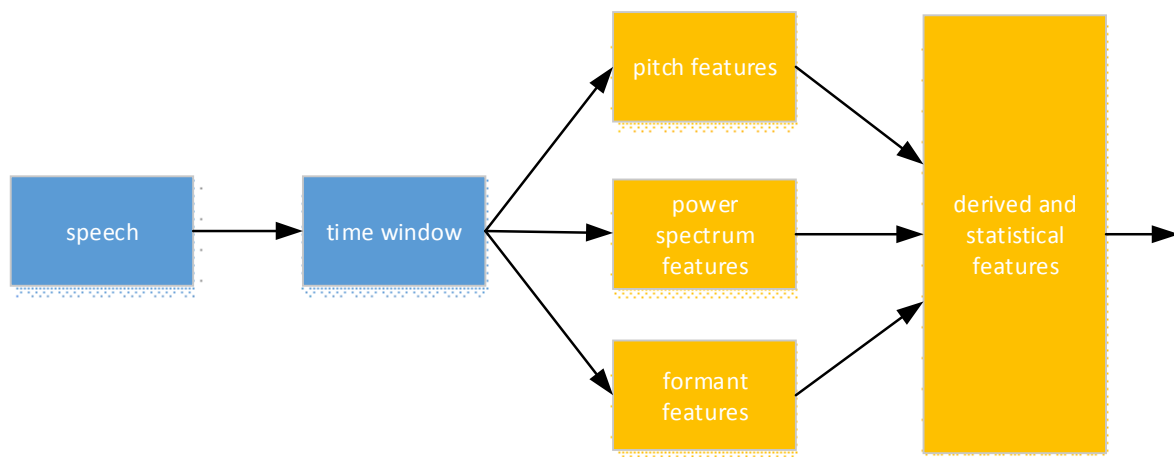 speech
time window
pitch features
power
spectrum
features
formant
features
derived and
statistical
features